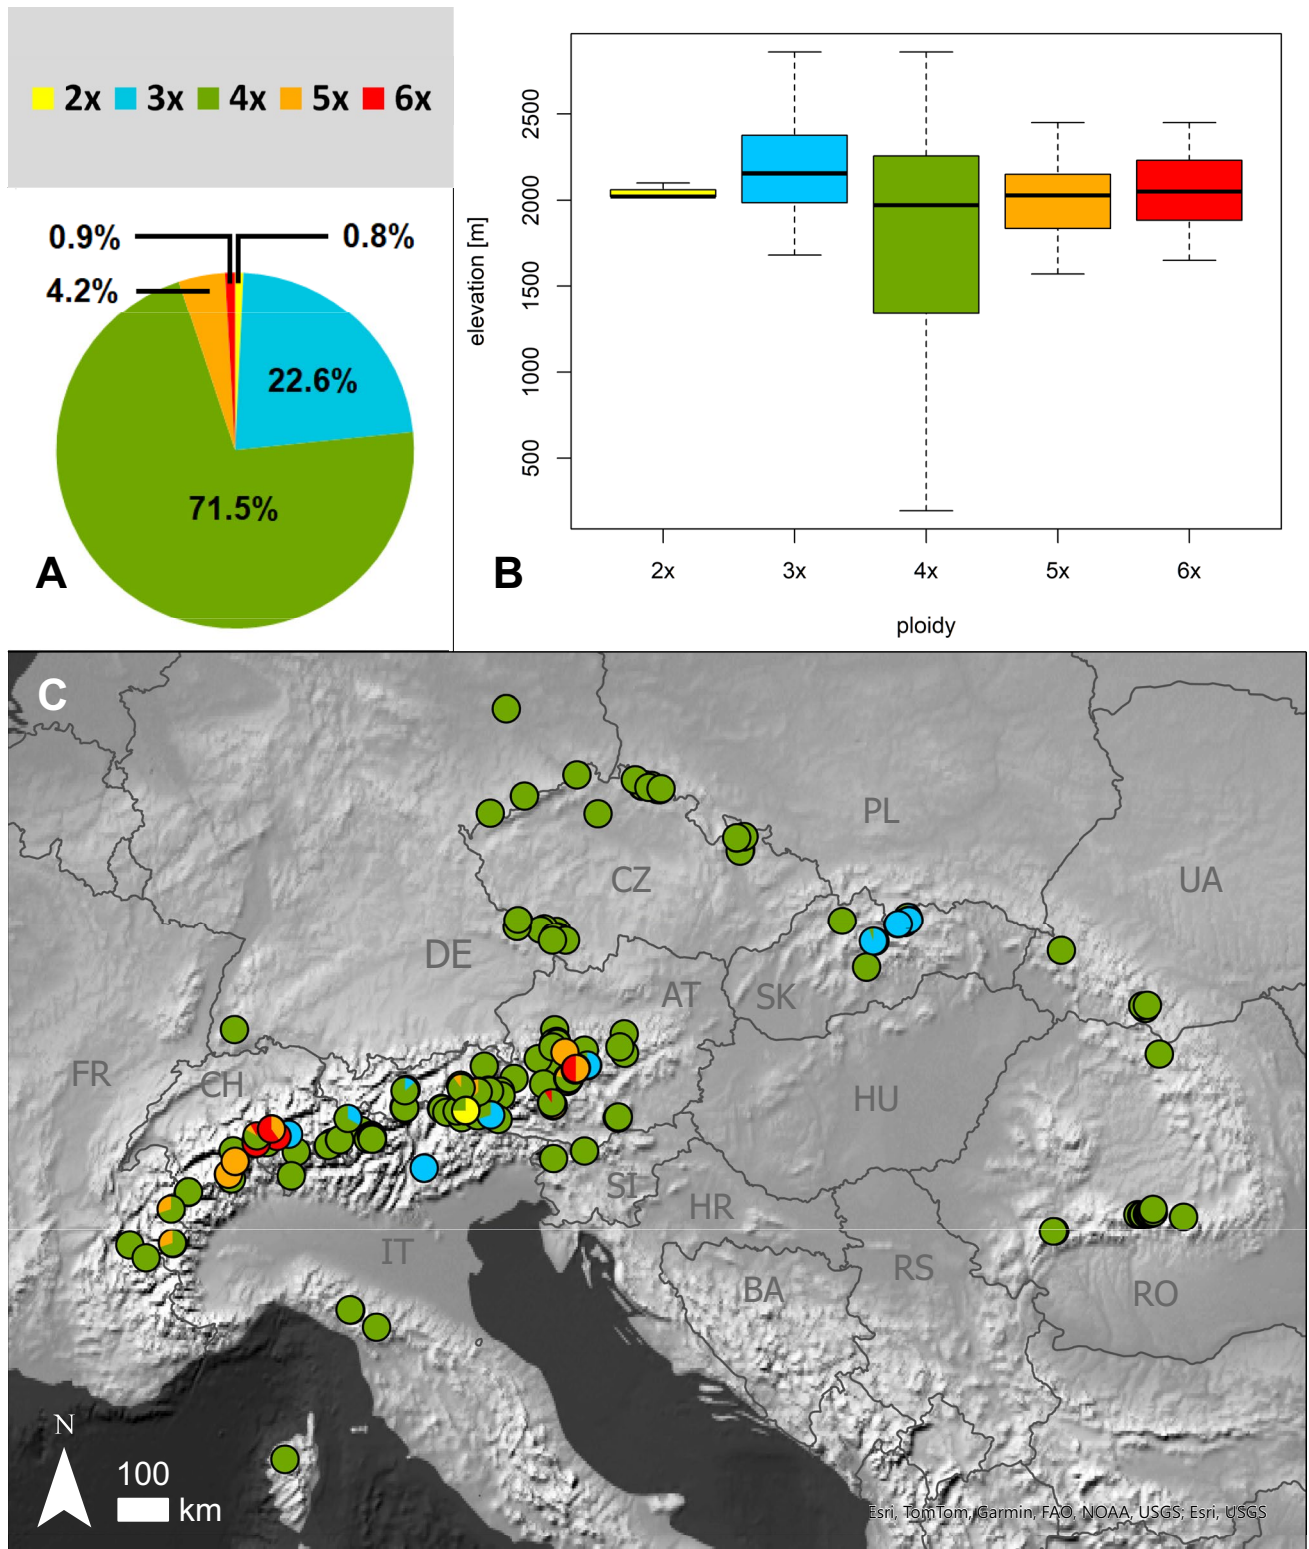 2x 3x 4x 5x 6x
0.9% 0.8%
4.2%
22.6%
71.5%
A
elevation [m]
500 1000 1500 2000 2500
2x 3x 4x 5x 6x
ploidy
B
C
PL
CZ
UA
DE
AT
SK
FR
CH
HU
SI
HR
IT
RS
BA
RO
N
100
km
Esri, TomTom, Garmin, FAO, NOAA, USGS; Esri, USGS